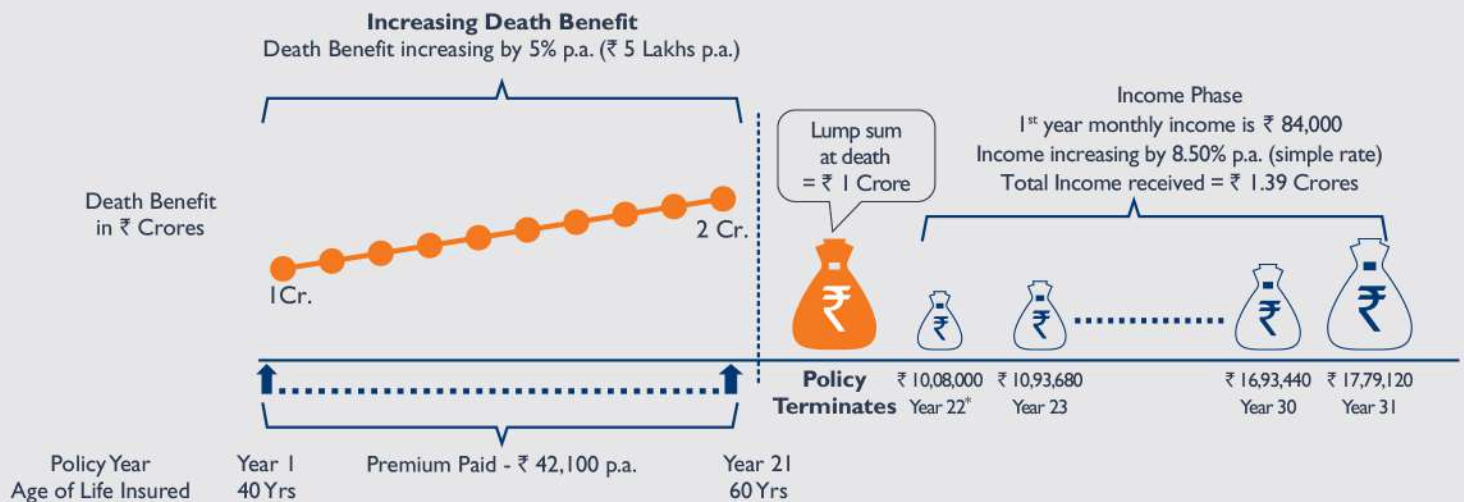 Increasing Death Benefit
Death Benefit increasing by 5% p.a. (₹ 5 Lakhs p.a.)
Death Benefit
in ₹ Crores
1Cr.
2 Cr.
Lump sum
at death
= ₹ 1 Crore
Income Phase
1st year monthly income is ₹ 84,000
Income increasing by 8.50% p.a. (simple rate)
Total Income received = ₹ 1.39 Crores
₹
₹
₹
₹
₹
Policy
Terminates
₹ 10,08,000
Year 22*
₹ 10,93,680
Year 23
₹ 16,93,440
Year 30
₹ 17,79,120
Year 31
Policy Year
Age of Life Insured
Year 1
40 Yrs
Premium Paid - ₹ 42,100 p.a.
Year 21
60 Yrs